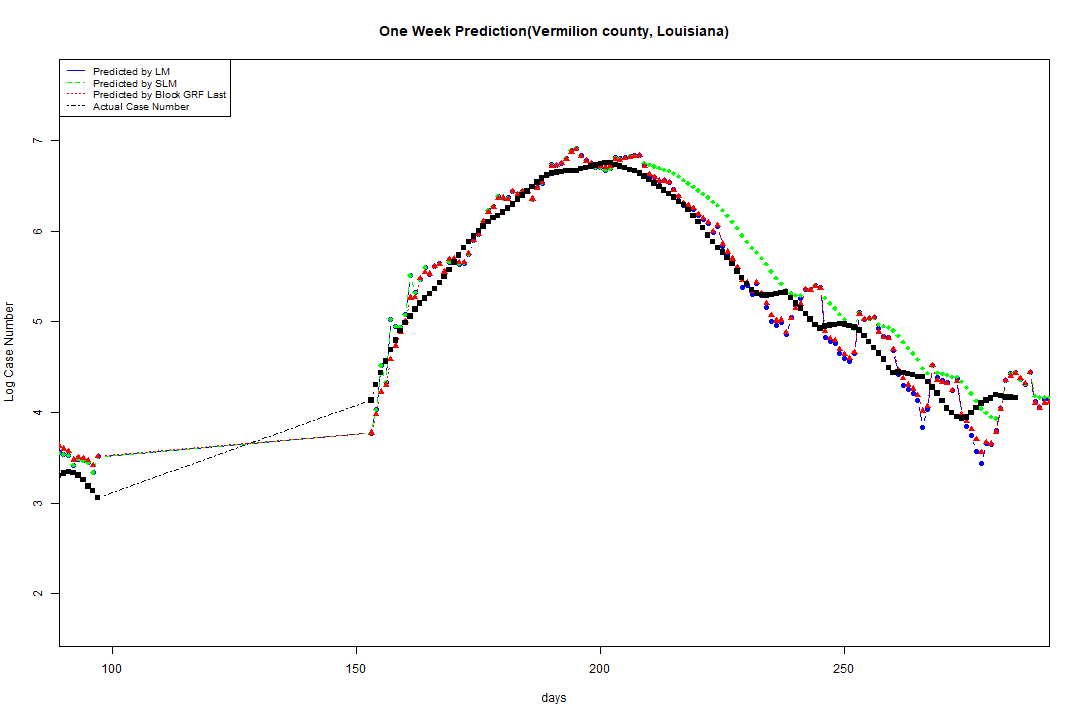 One Week Prediction(Vermilion county, Louisiana)
Predicted by LM
Predicted by SLM
Predicted by Block GRF Last
Actual Case Number
7
6
5
4
3
2
Log Case Number
100 150 200 250
days